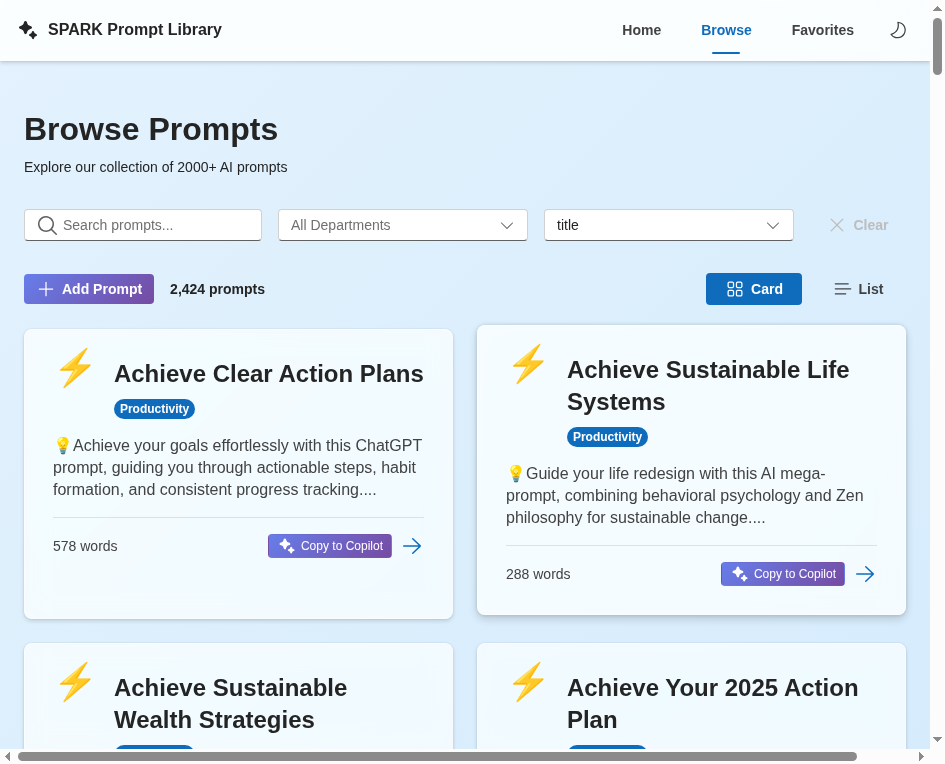 SPARK Prompt Library
Home
Browse
Favorites
Browse Prompts
Explore our collection of 2000+ AI prompts
Search prompts...
All Departments
title
Clear
Add Prompt
2,424 prompts
Card
List
Achieve Clear Action Plans
Productivity
💡Achieve your goals effortlessly with this ChatGPT
prompt, guiding you through actionable steps, habit
formation, and consistent progress tracking....
578 words
Copy to Copilot
Achieve Sustainable Life
Systems
Productivity
💡Guide your life redesign with this AI mega-
prompt, combining behavioral psychology and Zen
philosophy for sustainable change....
288 words
Copy to Copilot
Achieve Sustainable
Wealth Strategies
Achieve Your 2025 Action
Plan